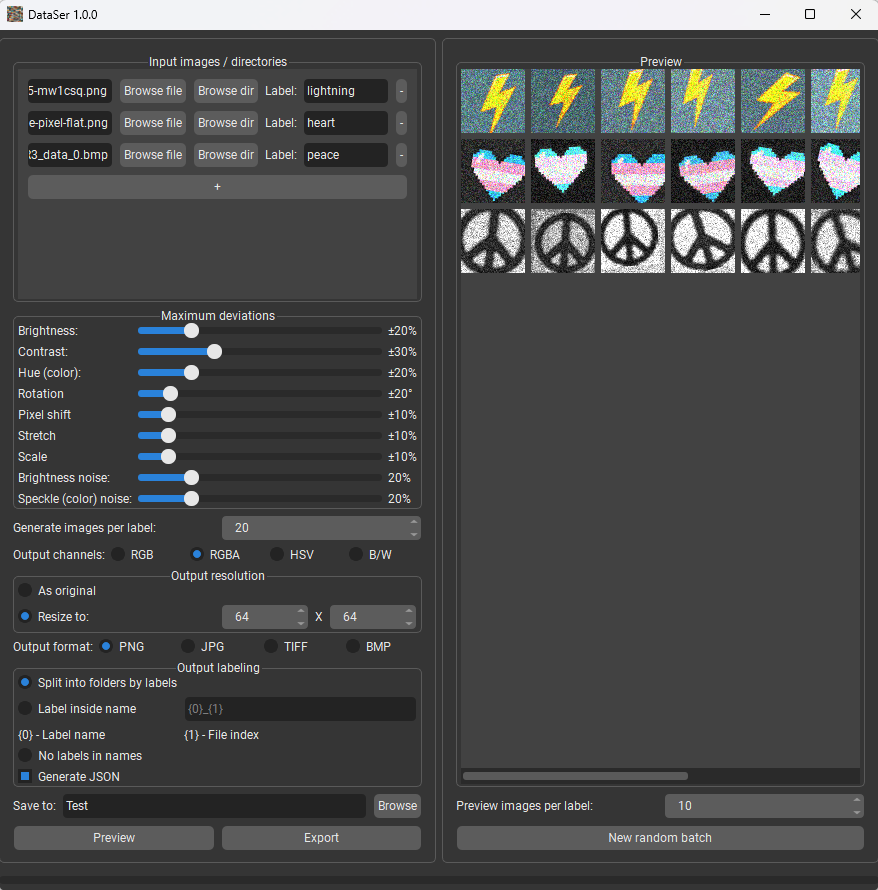 DataSer 1.0.0
Input images / directories
5-mw1csq.png Browse file Browse dir Label: lightning -
e-pixel-flat.png Browse file Browse dir Label: heart -
R3_data_0.bmp Browse file Browse dir Label: peace -
+
Maximum deviations
Brightness: ±20%
Contrast: ±30%
Hue (color): ±20%
Rotation ±20°
Pixel shift ±10%
Stretch ±10%
Scale ±10%
Brightness noise: 20%
Speckle (color) noise: 20%
Generate images per label: 20
Output channels: RGB RGBA HSV B/W
Output resolution
As original
Resize to: 64 X 64
Output format: PNG JPG TIFF BMP
Output labeling
Split into folders by labels
Label inside name {0}_{1}
{0} - Label name {1} - File index
No labels in names
Generate JSON
Save to: Test Browse
Preview Export
Preview
Preview images per label: 10
New random batch